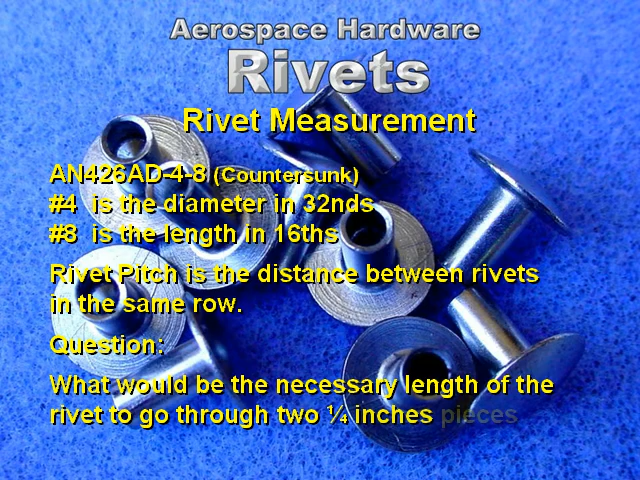 Aerospace Hardware
Rivets
Rivet Measurement
AN426AD-4-8 (Countersunk)
#4 is the diameter in 32nds
#8 is the length in 16ths
Rivet Pitch is the distance between rivets
in the same row.
Question:
What would be the necessary length of the
rivet to go through two ¼ inches pieces